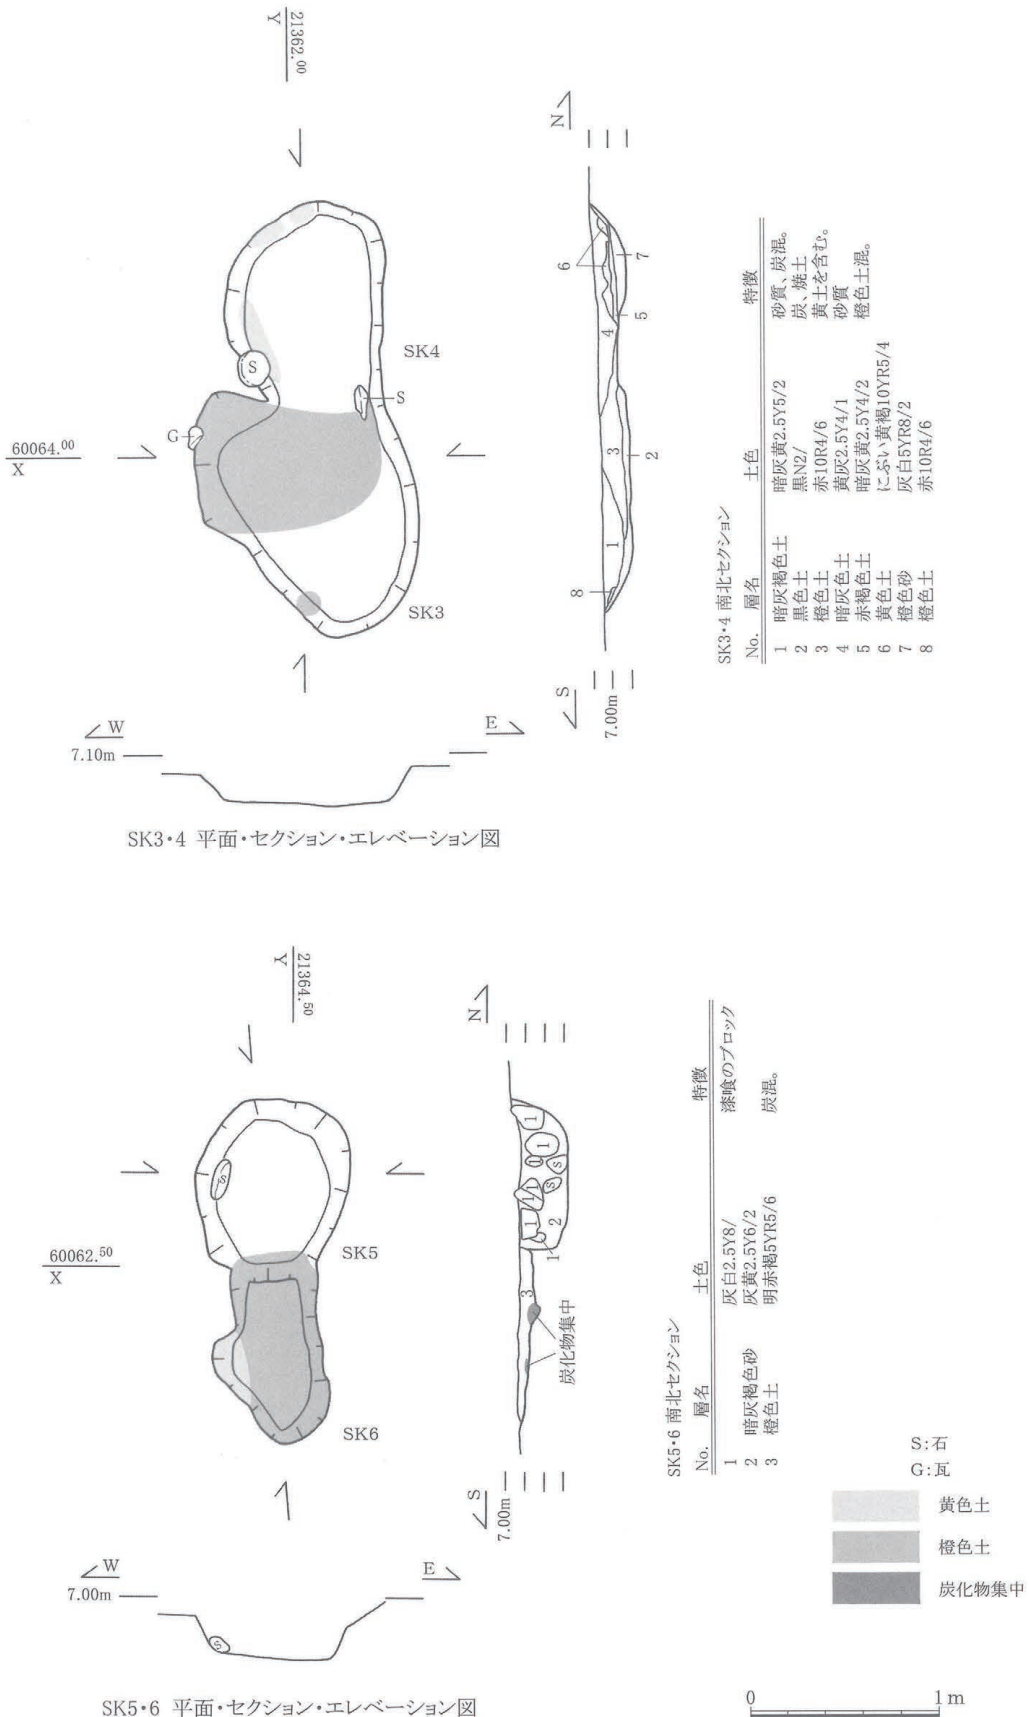 21362.00
Y
N
SK4
S
S
G
60064.00
X
SK3
6
7
5
4
3
2
1
8
S
7.00m
W
E
7.10m
SK3・4 平面・セクション・エレベーション図
SK3・4 南北セクション
No. 層名 土色 特徴
1 暗灰褐色土 暗灰黄2.5Y5/2 砂質、炭混。
2 黒色土 黒N2/ 炭、焼土
3 橙色土 赤10R4/6 黄土を含む。
4 暗灰色土 黄灰2.5Y4/1 砂質
5 赤褐色土 暗灰黄2.5Y4/2 橙色土混。
6 黄色土 にぶい黄褐10YR5/4
7 橙色砂 灰白5YR8/2
8 橙色土 赤10R4/6
21364.50
Y
N
S
SK5
60062.50
X
SK6
1
1
1
1
1
1
S
S
2
1
3
炭化物集中
S
7.00m
W
E
7.00m
S
SK5・6 平面・セクション・エレベーション図
SK5・6 南北セクション
No. 層名 土色 特徴
1 灰白2.5Y8/ 漆喰のブロック
2 暗灰褐色砂 灰黄2.5Y6/2
3 橙色土 明赤褐5YR5/6 炭混。
S:石
G:瓦
黄色土
橙色土
炭化物集中
0 1m